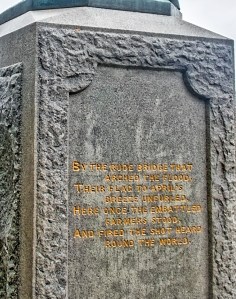 BY THE RUDE BRIDGE THAT
ARCHED THE FLOOD,
THEIR FLAG TO APRIL'S
BREEZE UNFURLED,
HERE ONCE THE EMBATTLED
FARMERS STOOD,
AND FIRED THE SHOT HEARD
ROUND THE WORLD.